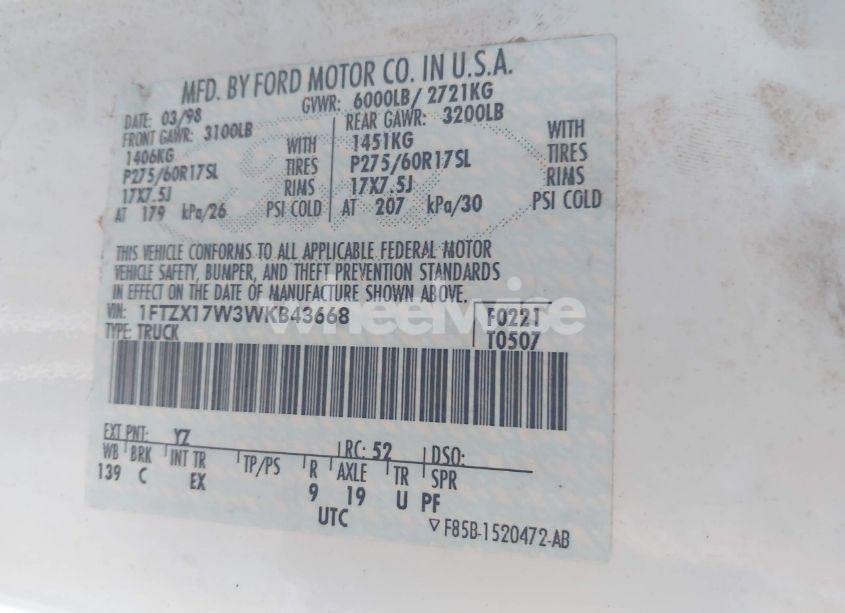 MFD. BY FORD MOTOR CO. IN U.S.A.
DATE: 03/98 GVWR: 6000LB/ 2721KG
FRONT GAWR: 3100LB REAR GAWR: 3200LB
1406KG WITH 1451KG WITH
P275/60R17SL TIRES P275/60R17SL TIRES
17X7.5J RIMS 17X7.5J RIMS
AT 179 kPa/26 PSI COLD AT 207 kPa/30 PSI COLD
THIS VEHICLE CONFORMS TO ALL APPLICABLE FEDERAL MOTOR
VEHICLE SAFETY, BUMPER, AND THEFT PREVENTION STANDARDS
IN EFFECT ON THE DATE OF MANUFACTURE SHOWN ABOVE.
wheelwise
VIN: 1FTZX17W3WKB43668 F0221
TYPE: TRUCK T0507
EXT PNT: YZ RC: 52 DSO:
WB BRK INT TR TP/PS R AXLE TR SPR
139 C EX 9 19 U PF
UTC
▽ F85B-1520472-AB